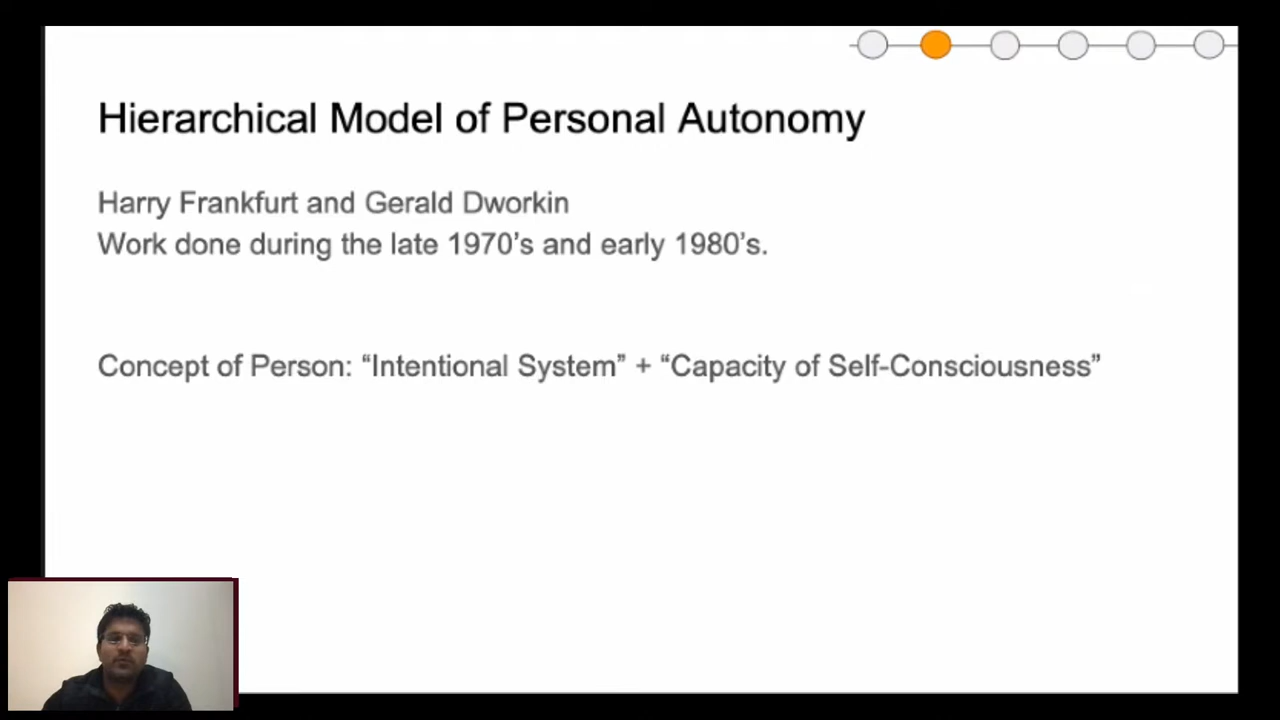 Hierarchical Model of Personal Autonomy
Harry Frankfurt and Gerald Dworkin
Work done during the late 1970’s and early 1980’s.
Concept of Person: “Intentional System” + “Capacity of Self-Consciousness”